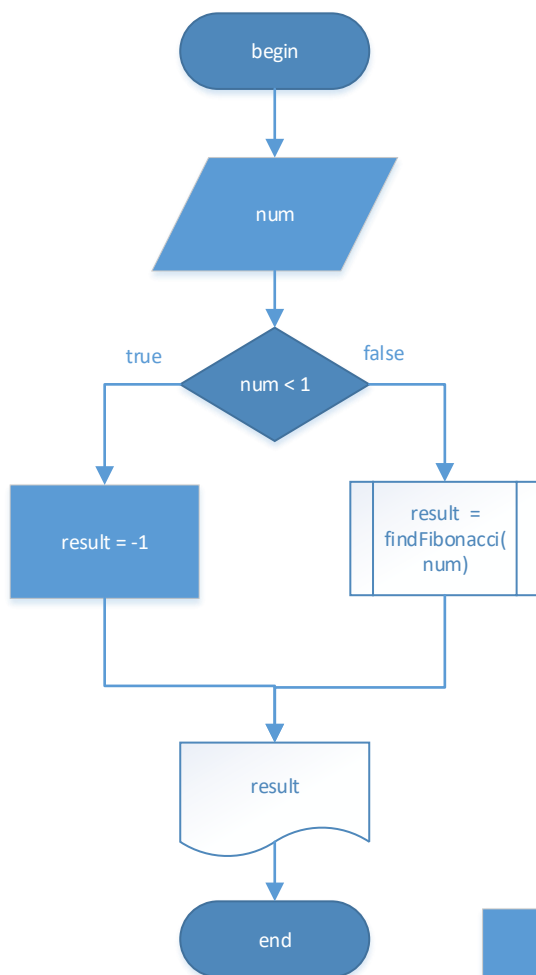 begin
num
true
false
num < 1
result = -1
result =
findFibonacci(
num)
result
end